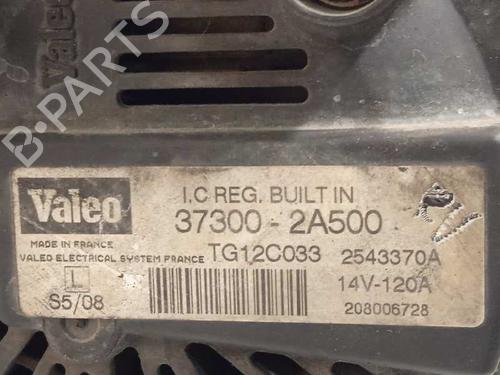 Valeo
B-PARTS
Valeo
I.C REG. BUILT IN
37300 - 2A500
MADE IN FRANCE
VALEO ELECTRICAL SYSTEM FRANCE
TG12C033 2543370A
L
S5/08
14V-120A
208006728